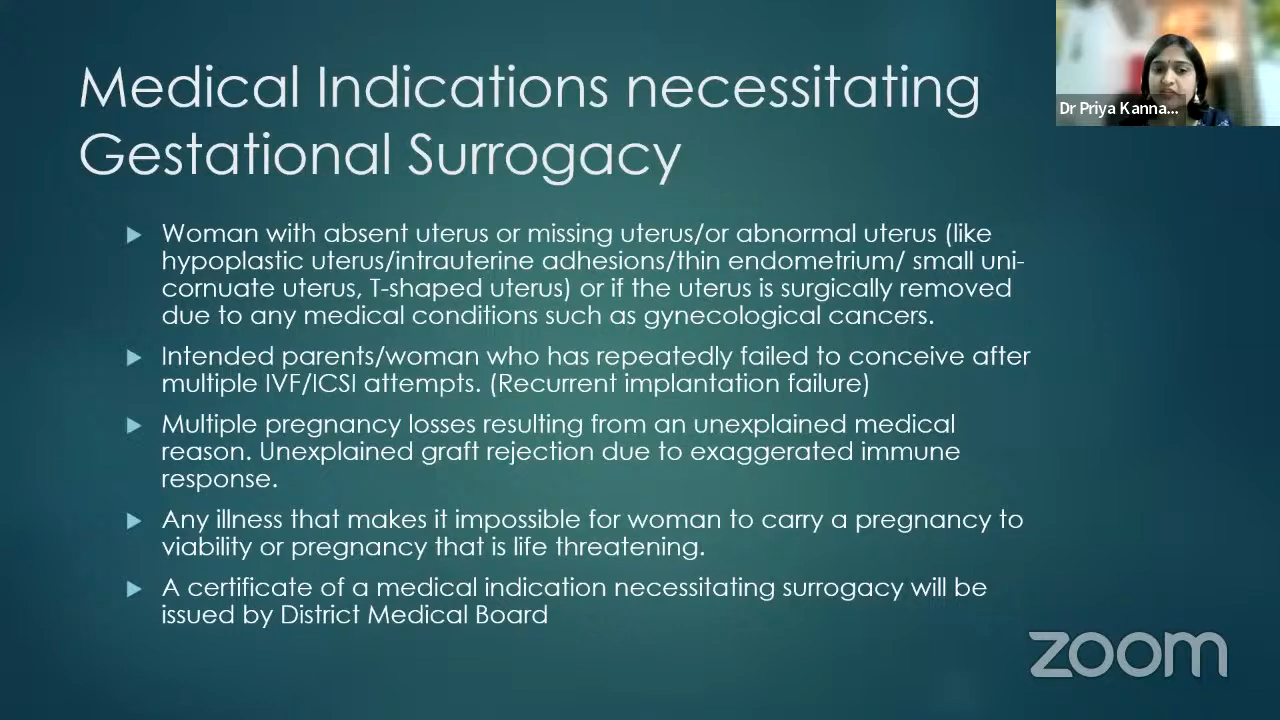 Medical Indications necessitating
Gestational Surrogacy
Dr Priya Kanna...
Woman with absent uterus or missing uterus/or abnormal uterus (like
hypoplastic uterus/intrauterine adhesions/thin endometrium/ small uni-
cornuate uterus, T-shaped uterus) or if the uterus is surgically removed
due to any medical conditions such as gynecological cancers.
Intended parents/woman who has repeatedly failed to conceive after
multiple IVF/ICSI attempts. (Recurrent implantation failure)
Multiple pregnancy losses resulting from an unexplained medical
reason. Unexplained graft rejection due to exaggerated immune
response.
Any illness that makes it impossible for woman to carry a pregnancy to
viability or pregnancy that is life threatening.
A certificate of a medical indication necessitating surrogacy will be
issued by District Medical Board
zoom